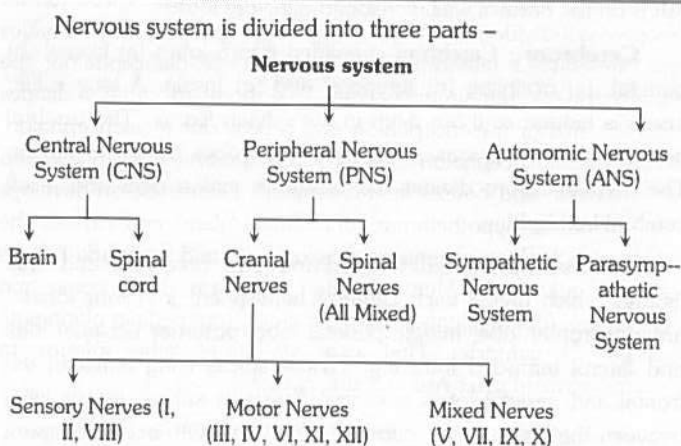 Nervous system is divided into three parts –
Nervous system
Central Nervous System (CNS)
Peripheral Nervous System (PNS)
Autonomic Nervous System (ANS)
Brain
Spinal cord
Cranial Nerves
Spinal Nerves (All Mixed)
Sympathetic Nervous System
Parasymp--athetic Nervous System
Sensory Nerves (I, II, VIII)
Motor Nerves (III, IV, VI, XI, XII)
Mixed Nerves (V, VII, IX, X)